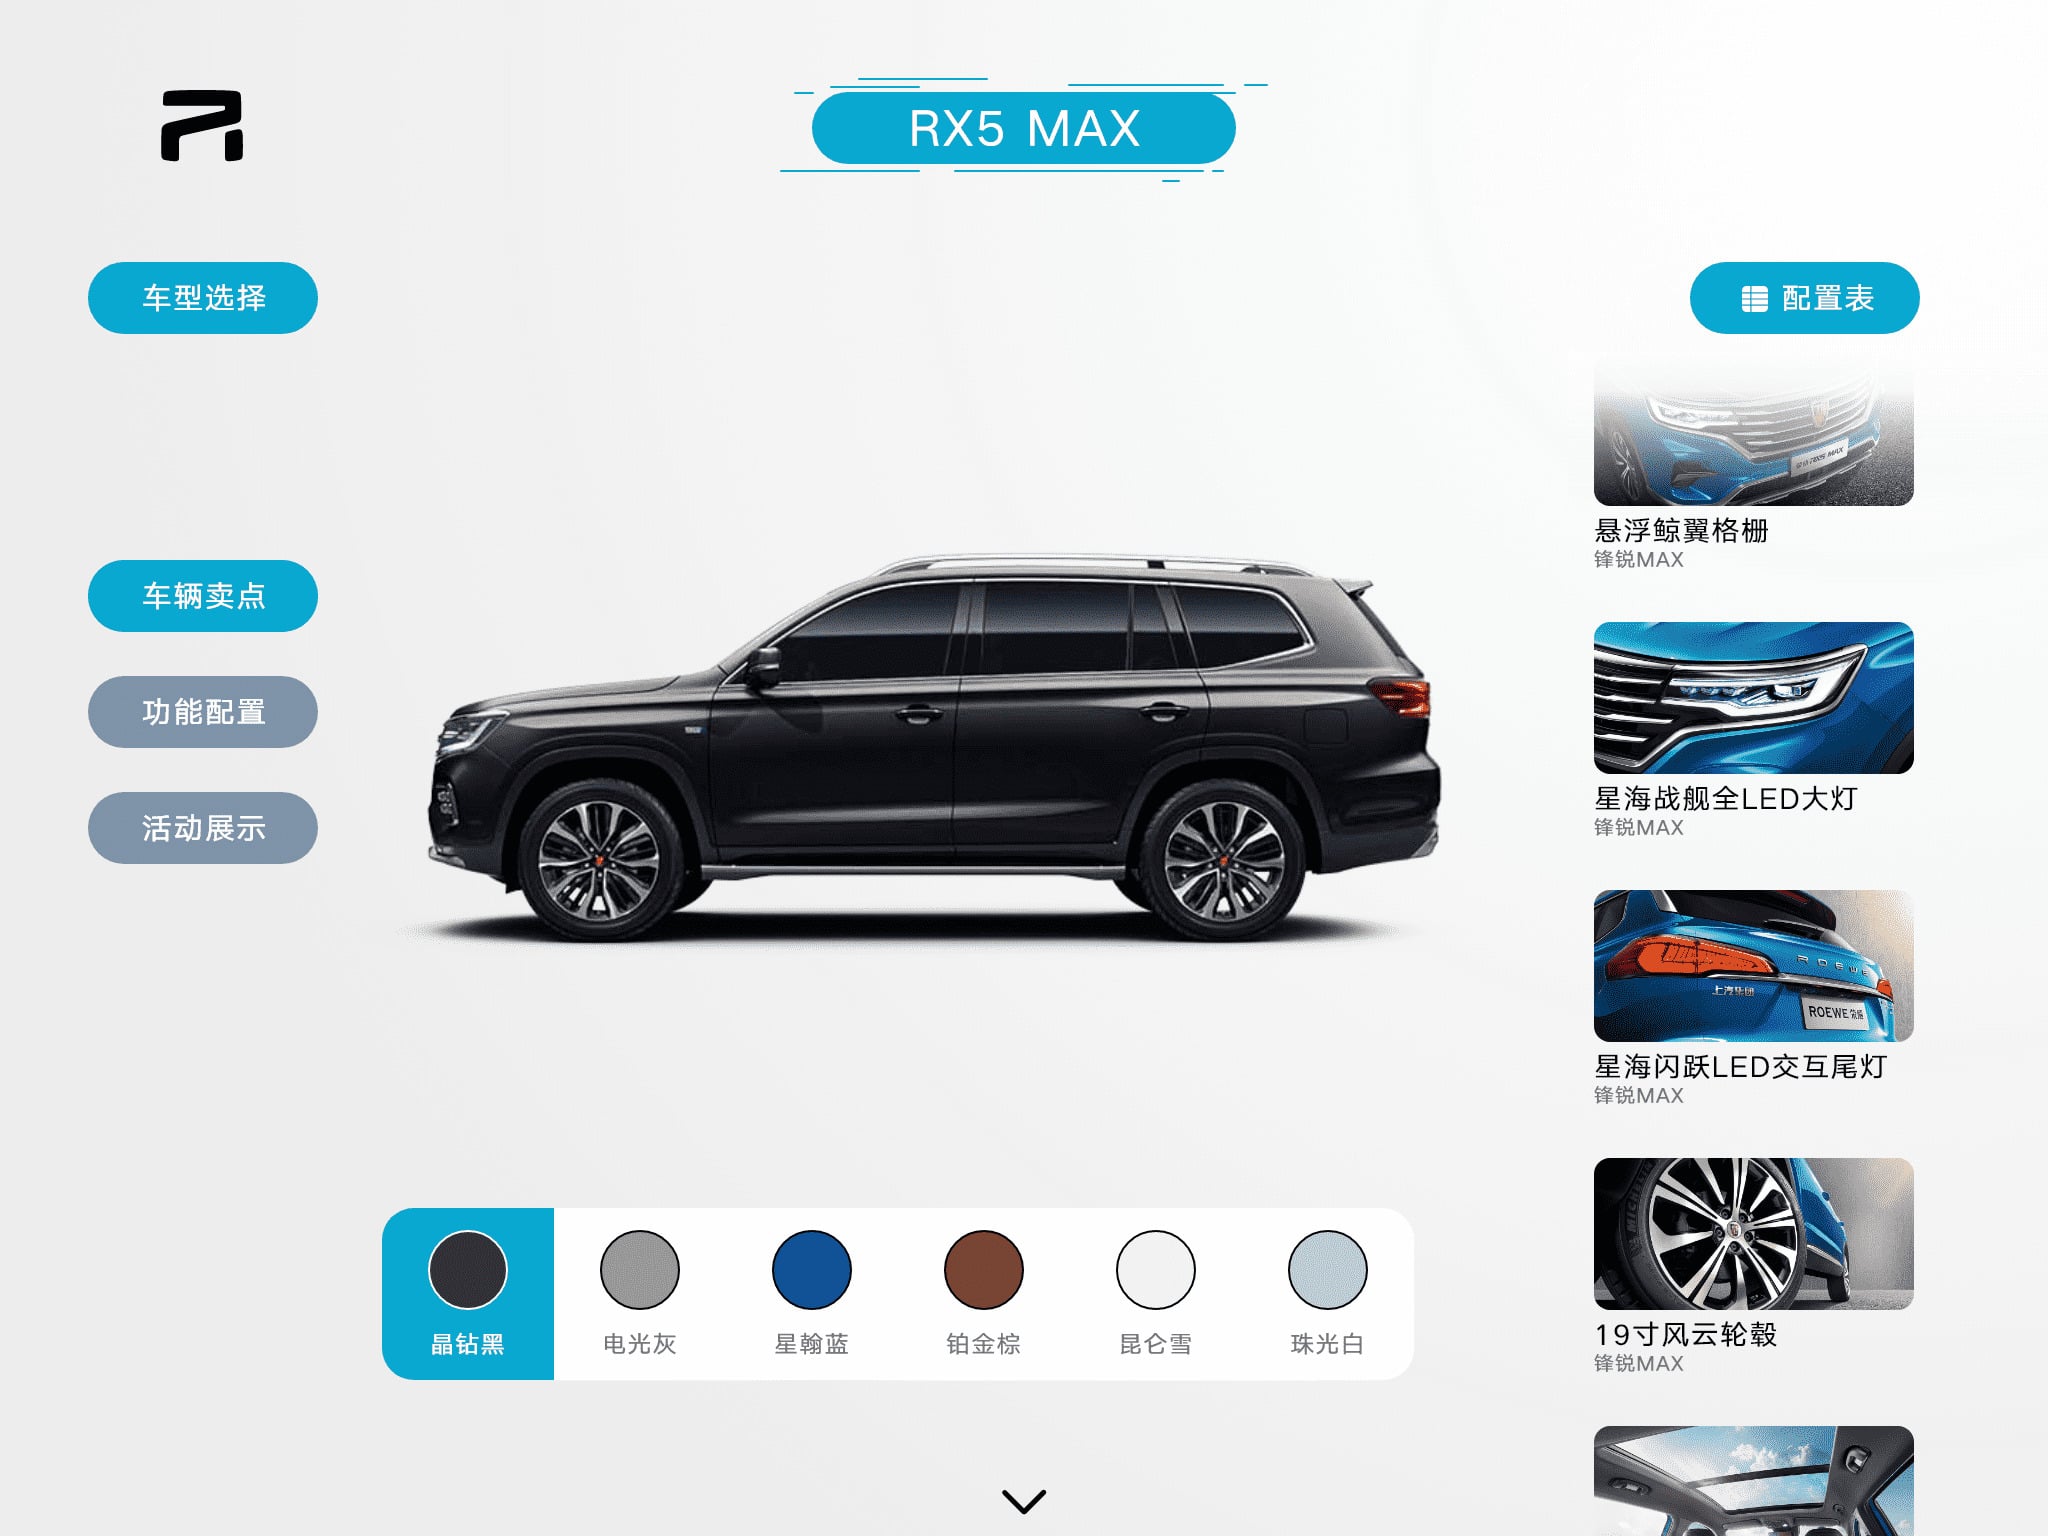 RX5 MAX
车型选择
配置表
车辆卖点
功能配置
活动展示
RX5 MAX
悬浮鲸翼格栅
锋锐MAX
星海战舰全LED大灯
锋锐MAX
ROEWE
上汽集团
ROEWE 荣威
星海闪跃LED交互尾灯
锋锐MAX
MICHELIN
19寸风云轮毂
锋锐MAX
晶钻黑
电光灰
星翰蓝
铂金棕
昆仑雪
珠光白